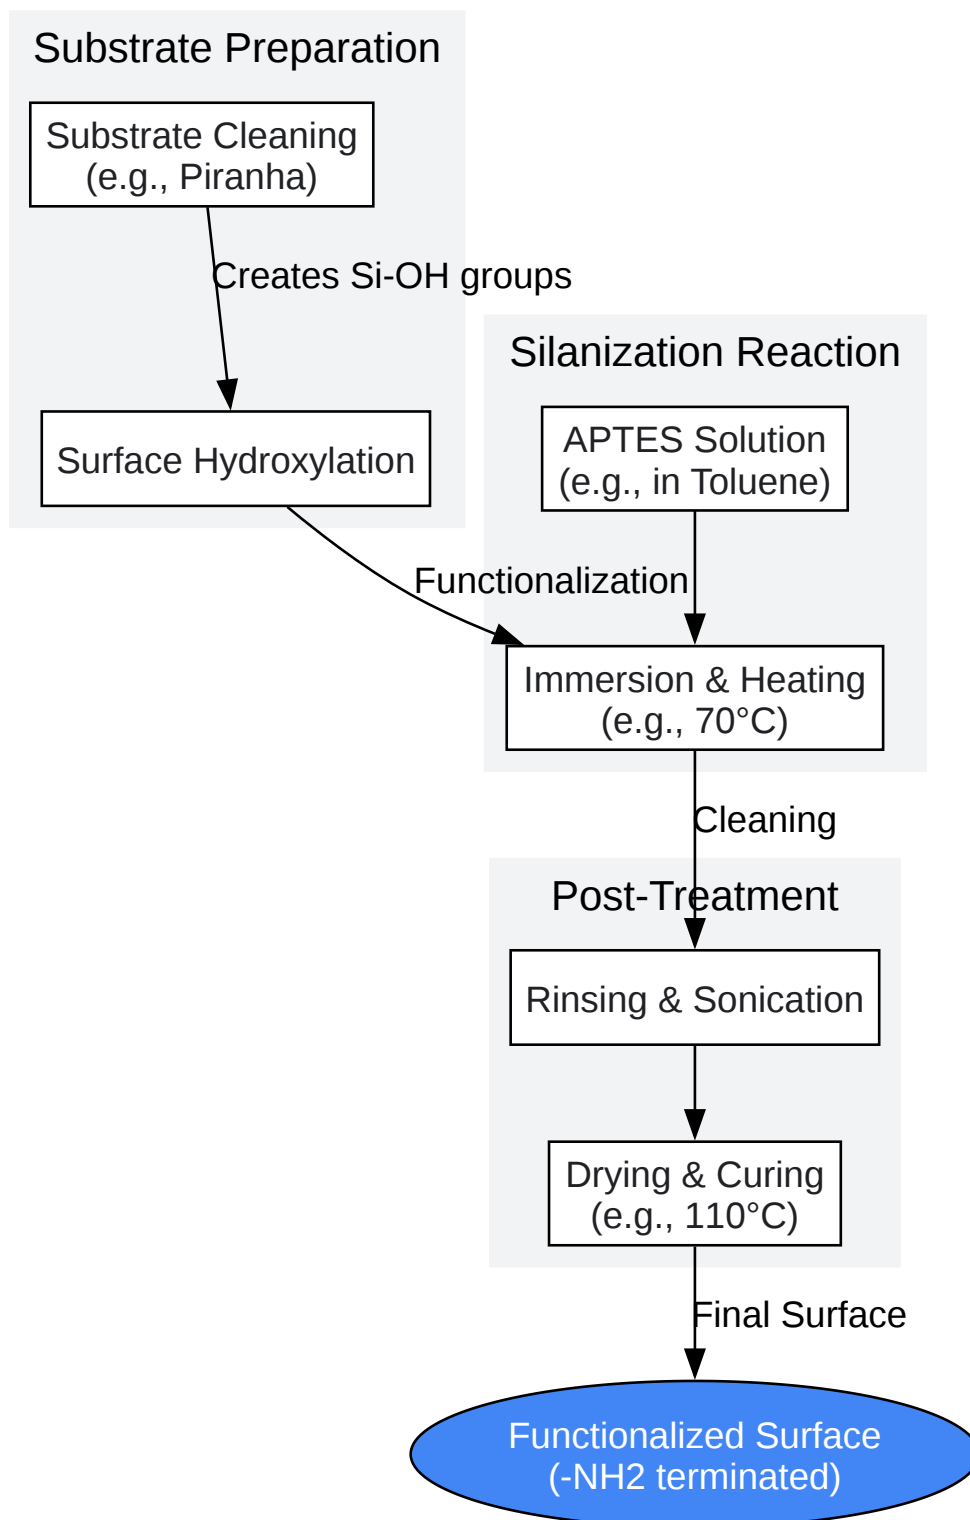 Substrate Preparation
Substrate Cleaning
(e.g., Piranha)
Creates Si-OH groups
Surface Hydroxylation
Silanization Reaction
APTES Solution
(e.g., in Toluene)
Functionalization
Immersion & Heating
(e.g., 70°C)
Cleaning
Post-Treatment
Rinsing & Sonication
Drying & Curing
(e.g., 110°C)
Final Surface
Functionalized Surface
(-NH2 terminated)